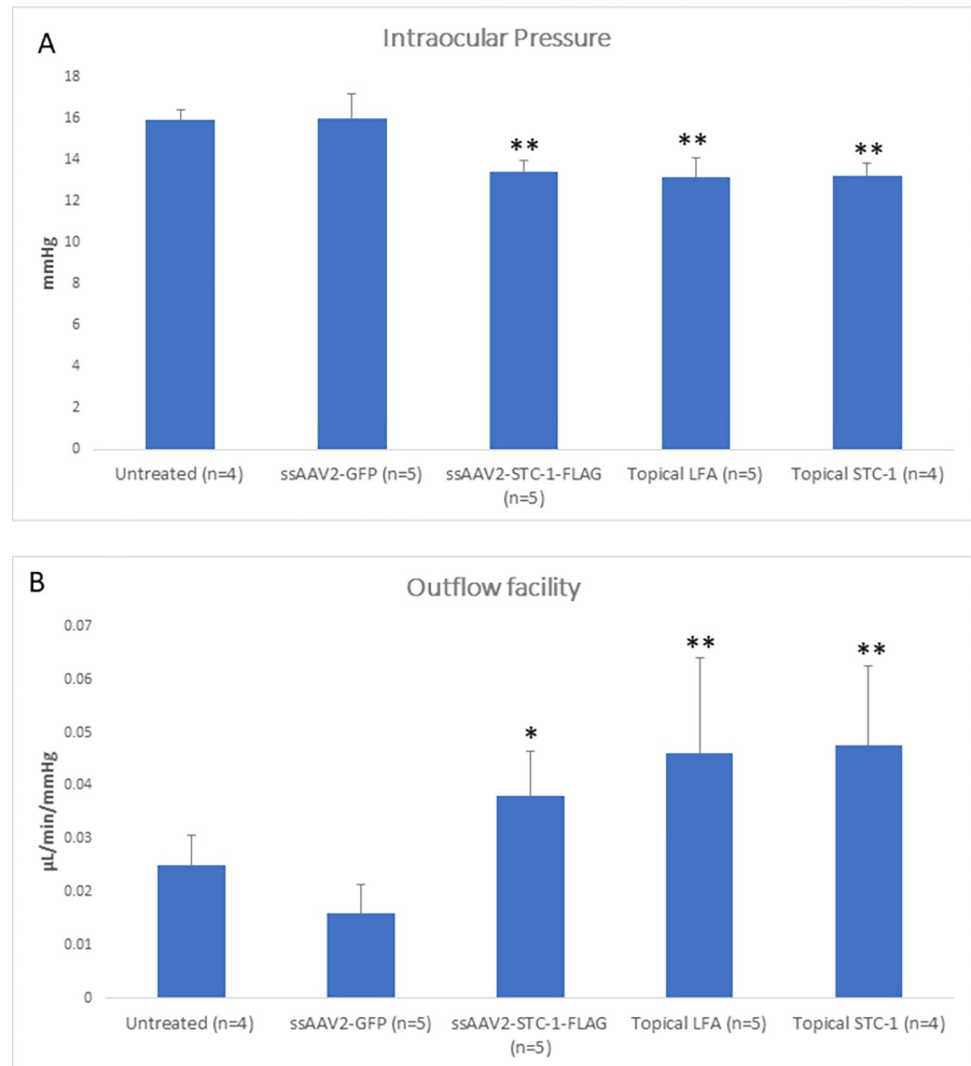 A
Intraocular Pressure
18
16
14
12
10
8
6
4
2
0
mmHg
**
**
**
Untreated (n=4)
ssAAV2-GFP (n=5)
ssAAV2-STC-1-FLAG
(n=5)
Topical LFA (n=5)
Topical STC-1 (n=4)
B
Outflow facility
0.07
0.06
0.05
0.04
0.03
0.02
0.01
0
µL/min/mmHg
*
**
**
Untreated (n=4)
ssAAV2-GFP (n=5)
ssAAV2-STC-1-FLAG
(n=5)
Topical LFA (n=5)
Topical STC-1 (n=4)